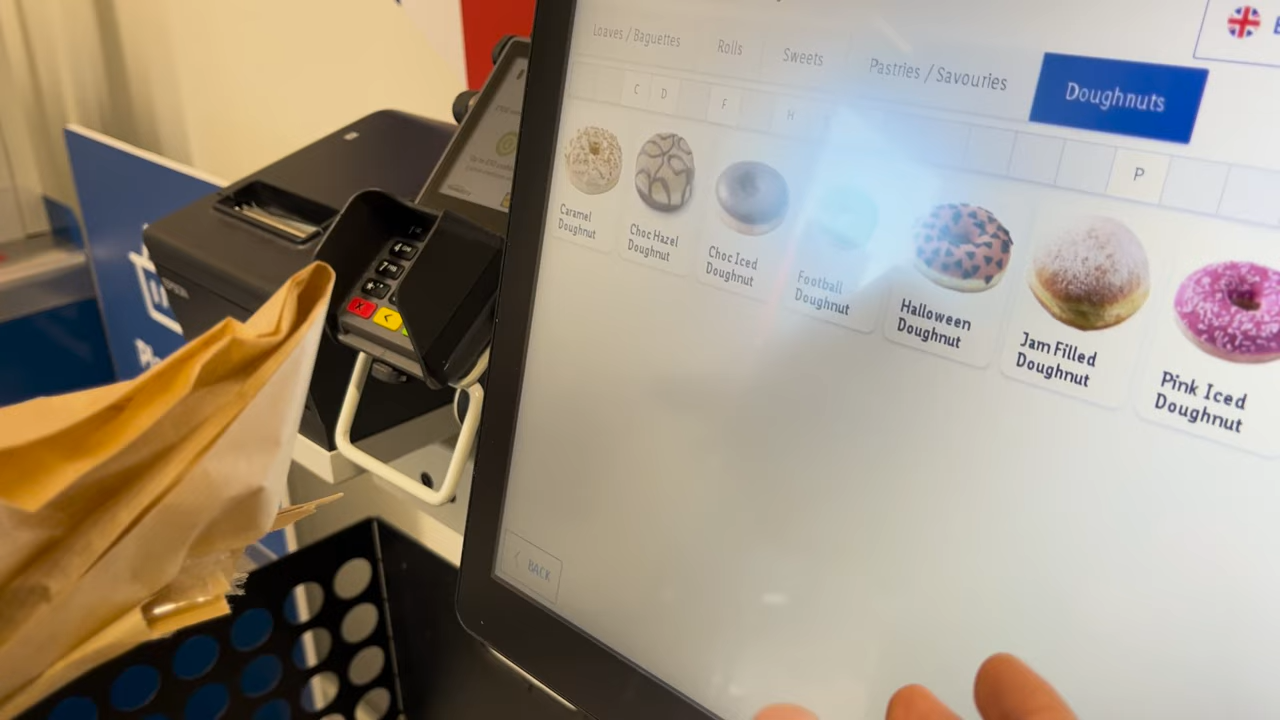 Loaves / Baguettes
Rolls
Sweets
Pastries / Savouries
Doughnuts
C D F H P
Caramel
Doughnut
Choc Hazel
Doughnut
Choc Iced
Doughnut
Football
Doughnut
Halloween
Doughnut
Jam Filled
Doughnut
Pink Iced
Doughnut
< BACK